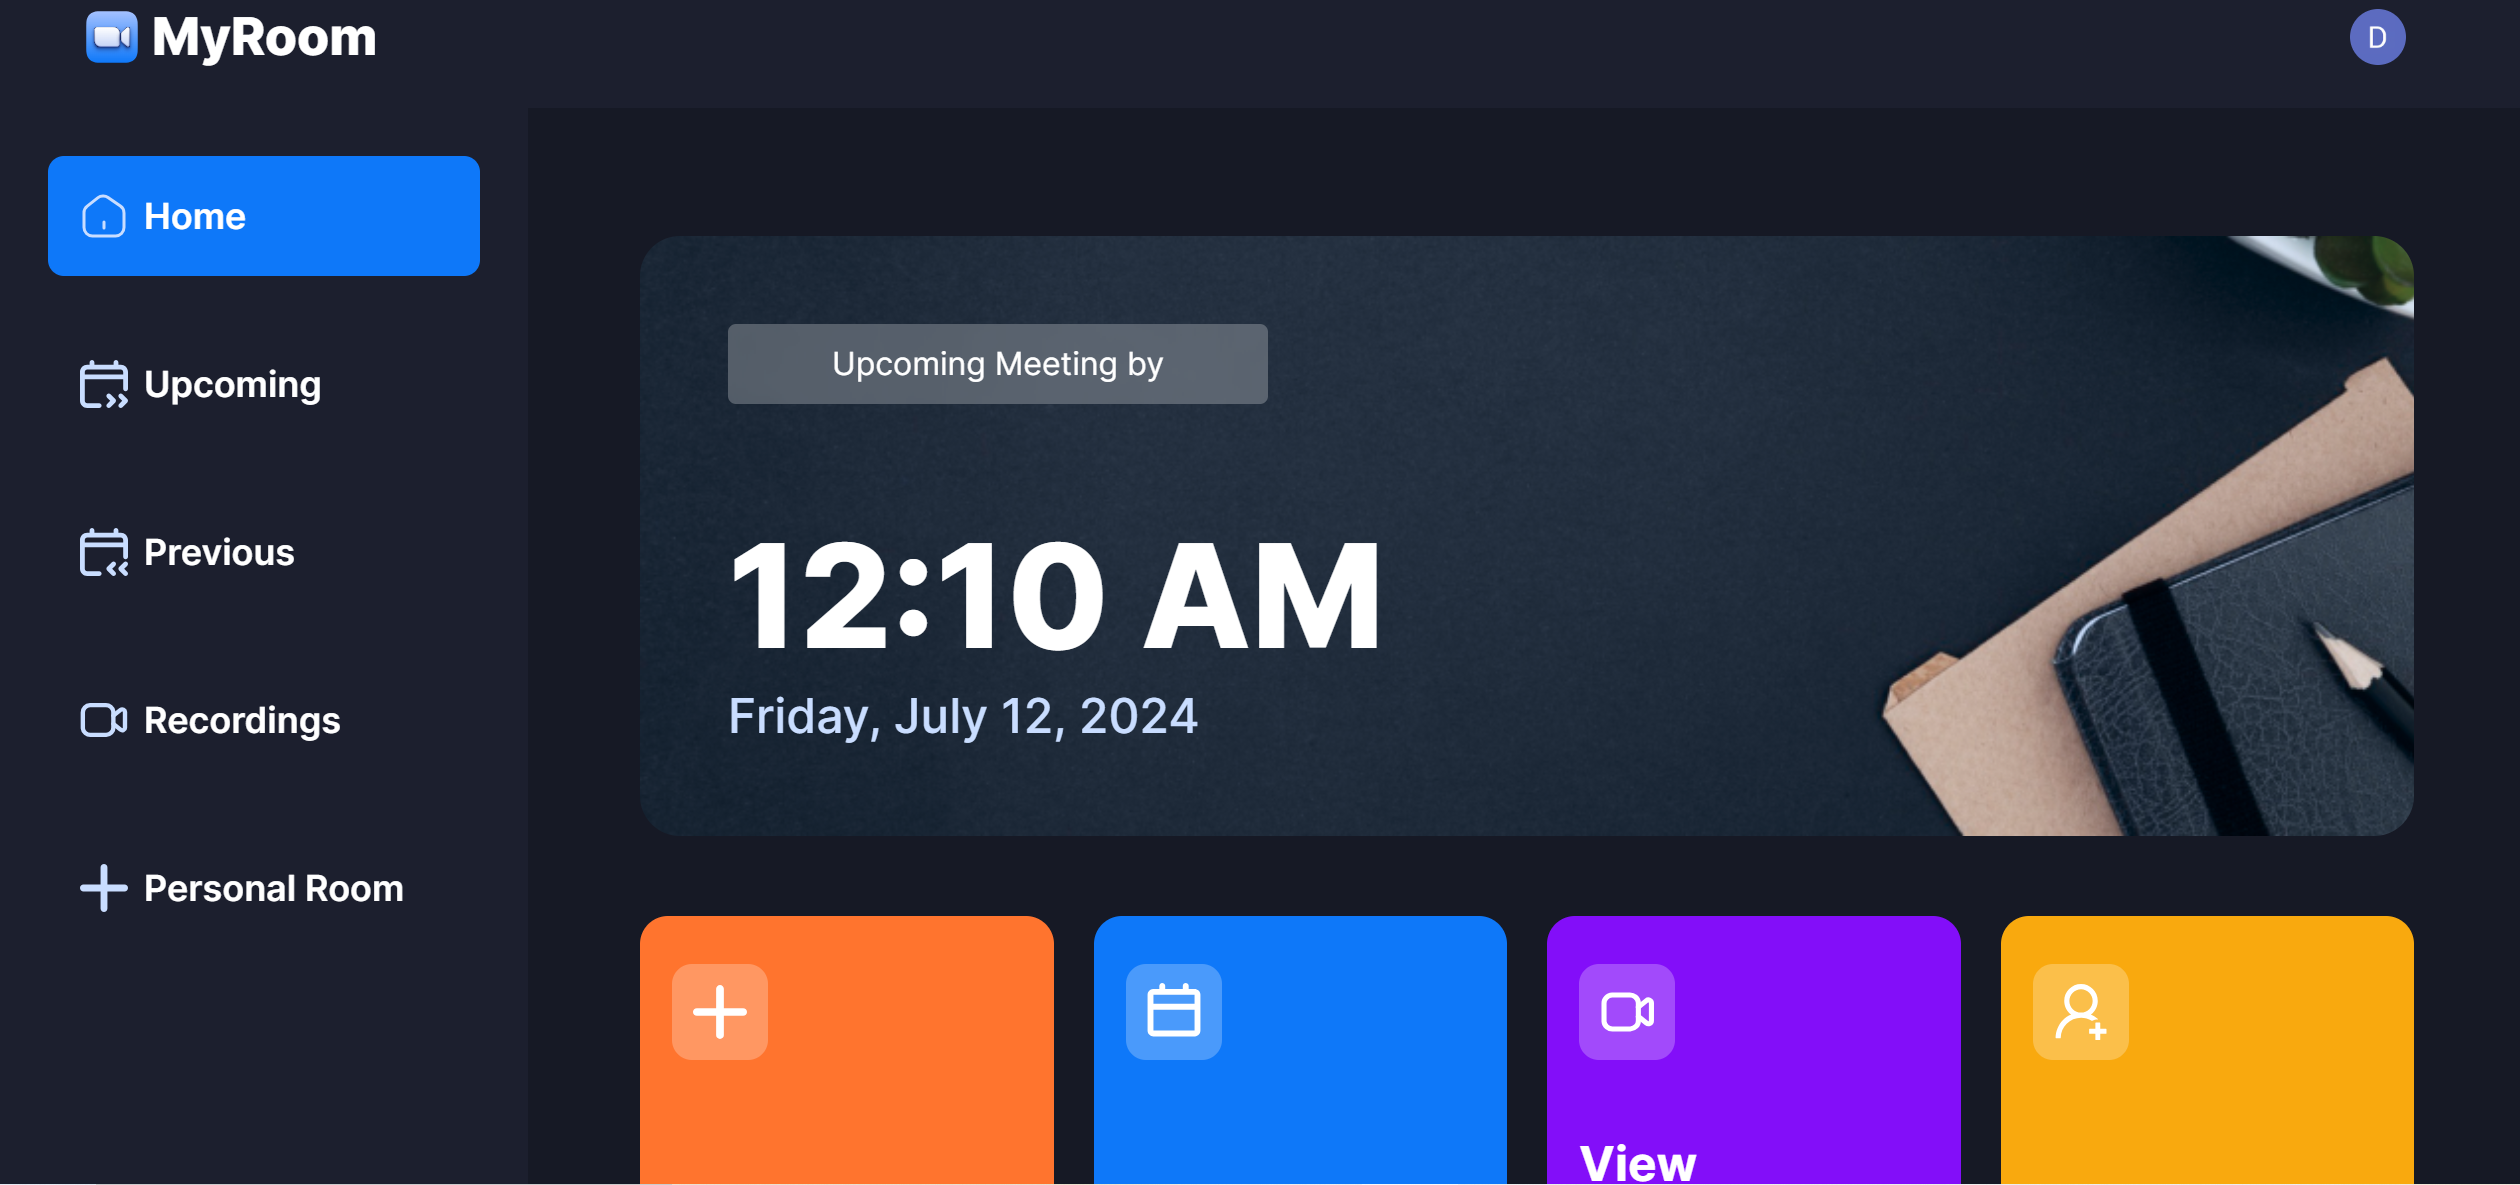 MyRoom
D
Home
Upcoming
Previous
Recordings
Personal Room
Upcoming Meeting by
12:10 AM
Friday, July 12, 2024
View